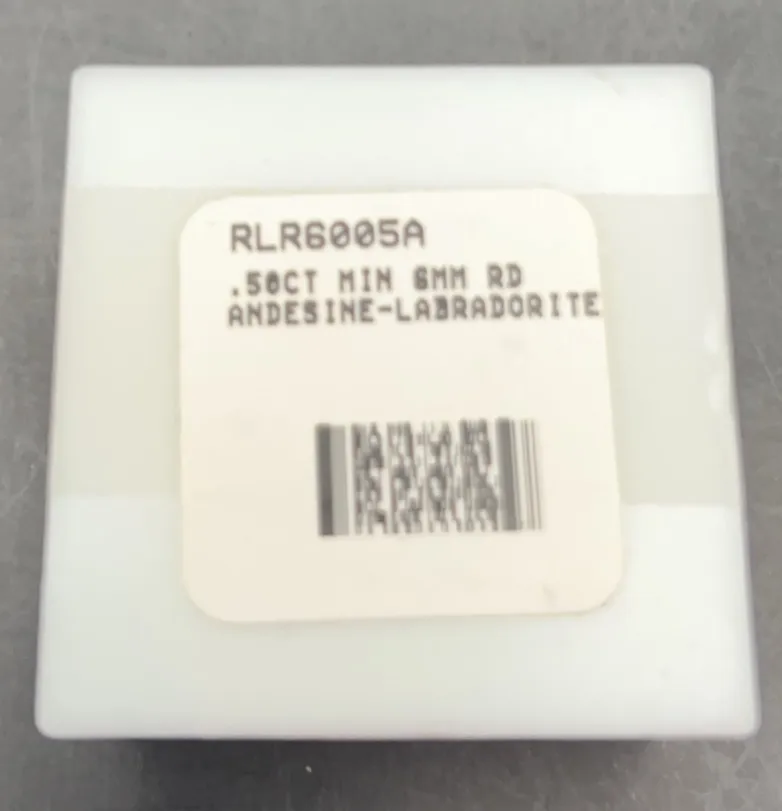 RLR6005A
.50CT MIN 6MM RD
ANDESINE-LABRADORITE